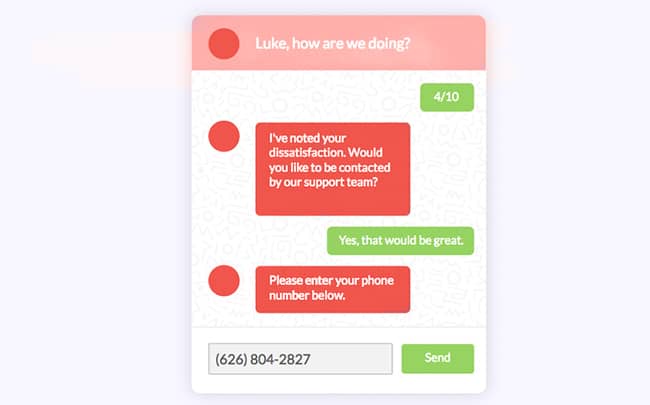 Luke, how are we doing?
4/10
I've noted your
dissatisfaction. Would
you like to be contacted
by our support team?
Yes, that would be great.
Please enter your phone
number below.
(626) 804-2827
Send